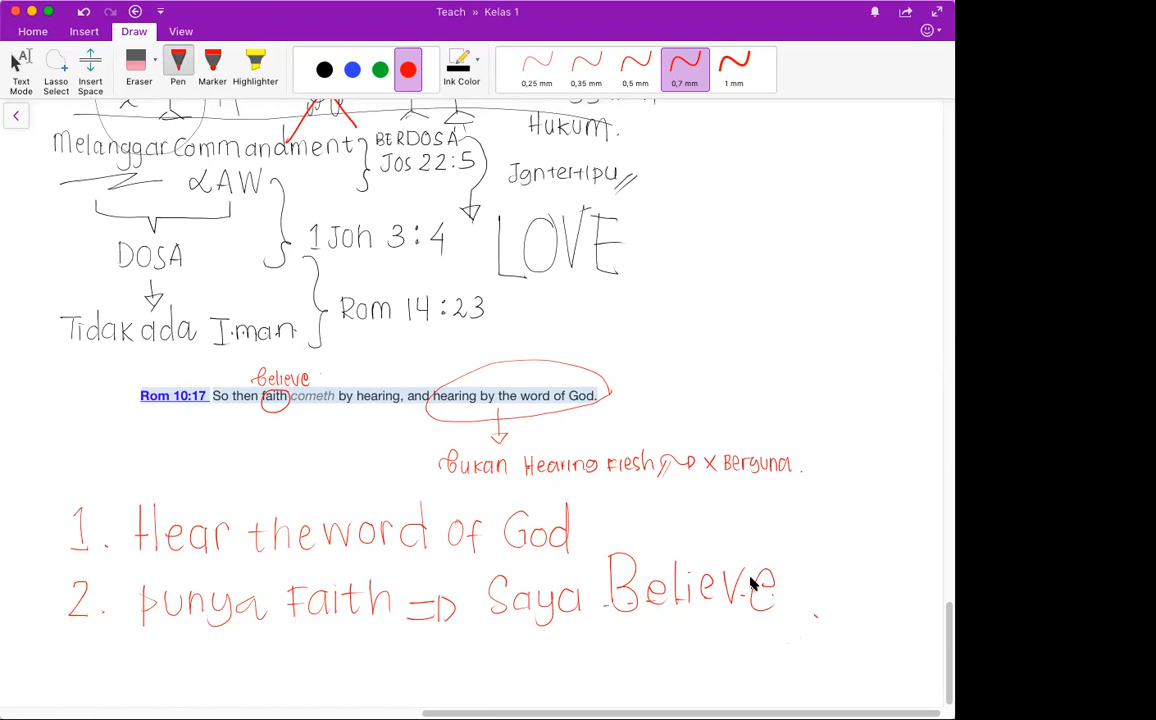 Teach » Kelas 1
Home Insert Draw View
Text Mode Lasso Select Insert Space Eraser Pen Marker Highlighter Ink Color 0,25 mm 0,35 mm 0,5 mm 0,7 mm 1 mm
Hukum.
Melanggar Commandment BERDOSA
Jos 22:5
LAW
LOVE
1 Joh 3:4
DOSA
Rom 14:23
Tidak ada Iman
believe
Rom 10:17 So then faith cometh by hearing, and hearing by the word of God.
Bukan Hearing Flesh X Berguna.
1. Hear the word of God
2. Punya Faith => Saya Believe